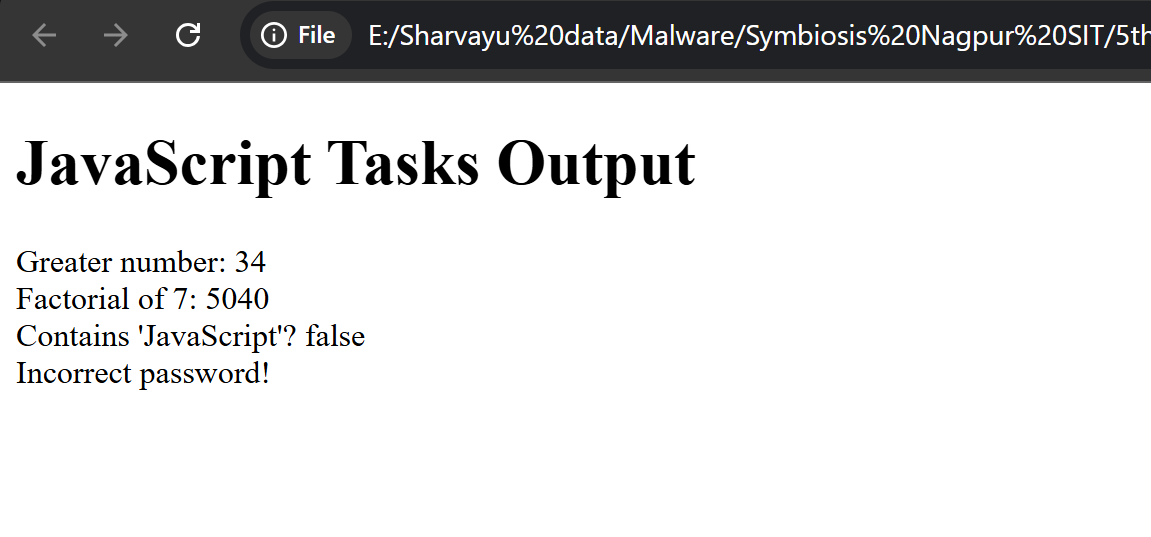 File E:/Sharvayu%20data/Malware/Symbiosis%20Nagpur%20SIT/5th
JavaScript Tasks Output
Greater number: 34
Factorial of 7: 5040
Contains 'JavaScript'? false
Incorrect password!